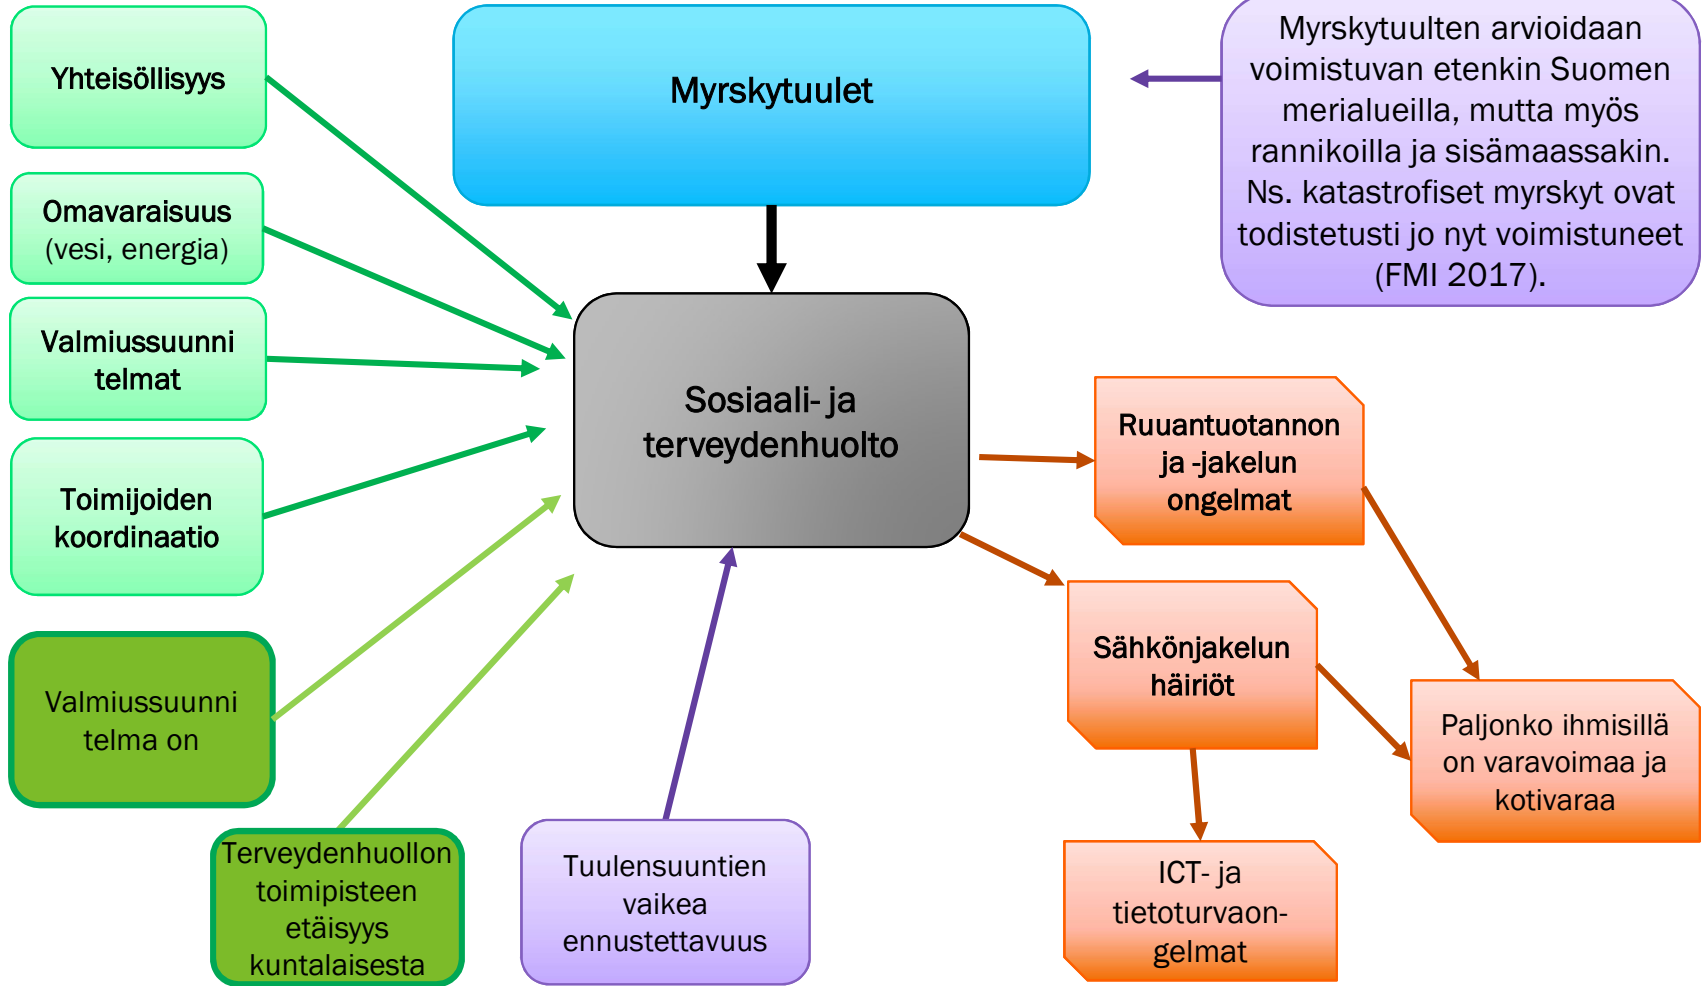 Yhteisöllisyys
Omavaraisuus
(vesi, energia)
Valmiussuunni
telmat
Toimijoiden
koordinaatio
Valmiussuunni
telma on
Terveydenhuollon
toimipisteen
etäisyys
kuntalaisesta
Myrskytuulet
Sosiaali- ja
terveydenhuolto
Tuulensuuntien
vaikea
ennustettavuus
Myrskytuulten arvioidaan
voimistuvan etenkin Suomen
merialueilla, mutta myös
rannikoilla ja sisämaassakin.
Ns. katastrofiset myrskyt ovat
todistetusti jo nyt voimistuneet
(FMI 2017).
Ruuantuotannon
ja -jakelun
ongelmat
Sähkönjakelun
häiriöt
Paljonko ihmisillä
on varavoimaa ja
kotivaraa
ICT- ja
tietoturvaon-
gelmat